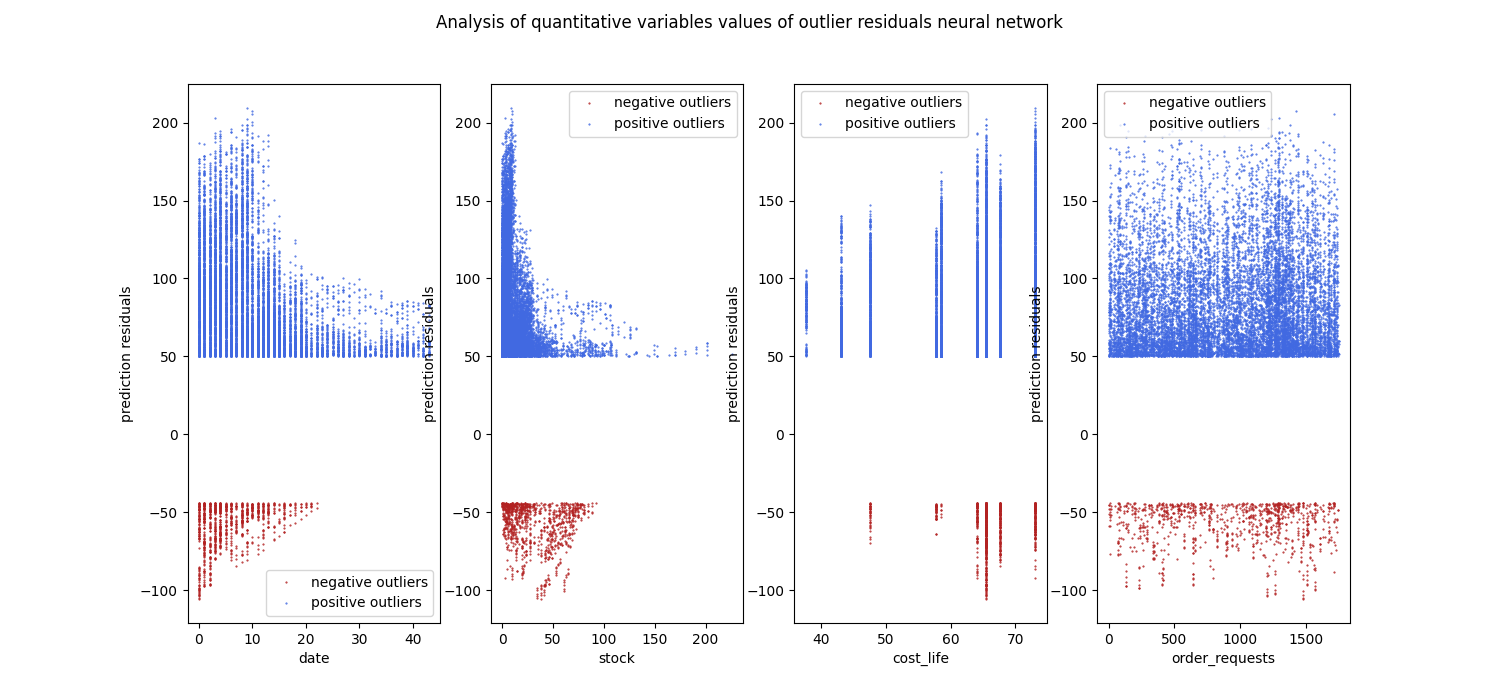 Analysis of quantitative variables values of outlier residuals neural network
prediction residuals
200
150
100
50
0
−50
−100
negative outliers
positive outliers
0 10 20 30 40
date
prediction residuals
200
150
100
50
0
−50
−100
negative outliers
positive outliers
0 50 100 150 200
stock
prediction residuals
200
150
100
50
0
−50
−100
negative outliers
positive outliers
40 50 60 70
cost_life
prediction residuals
200
150
100
50
0
−50
−100
negative outliers
positive outliers
0 500 1000 1500
order_requests